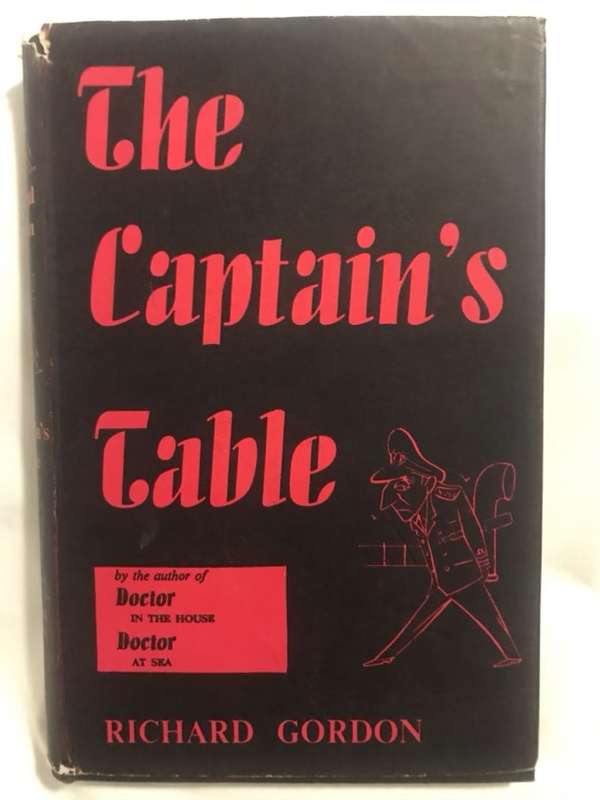 The
Captain's
Table
by the author of
Doctor
IN THE HOUSE
Doctor
AT SEA
RICHARD GORDON